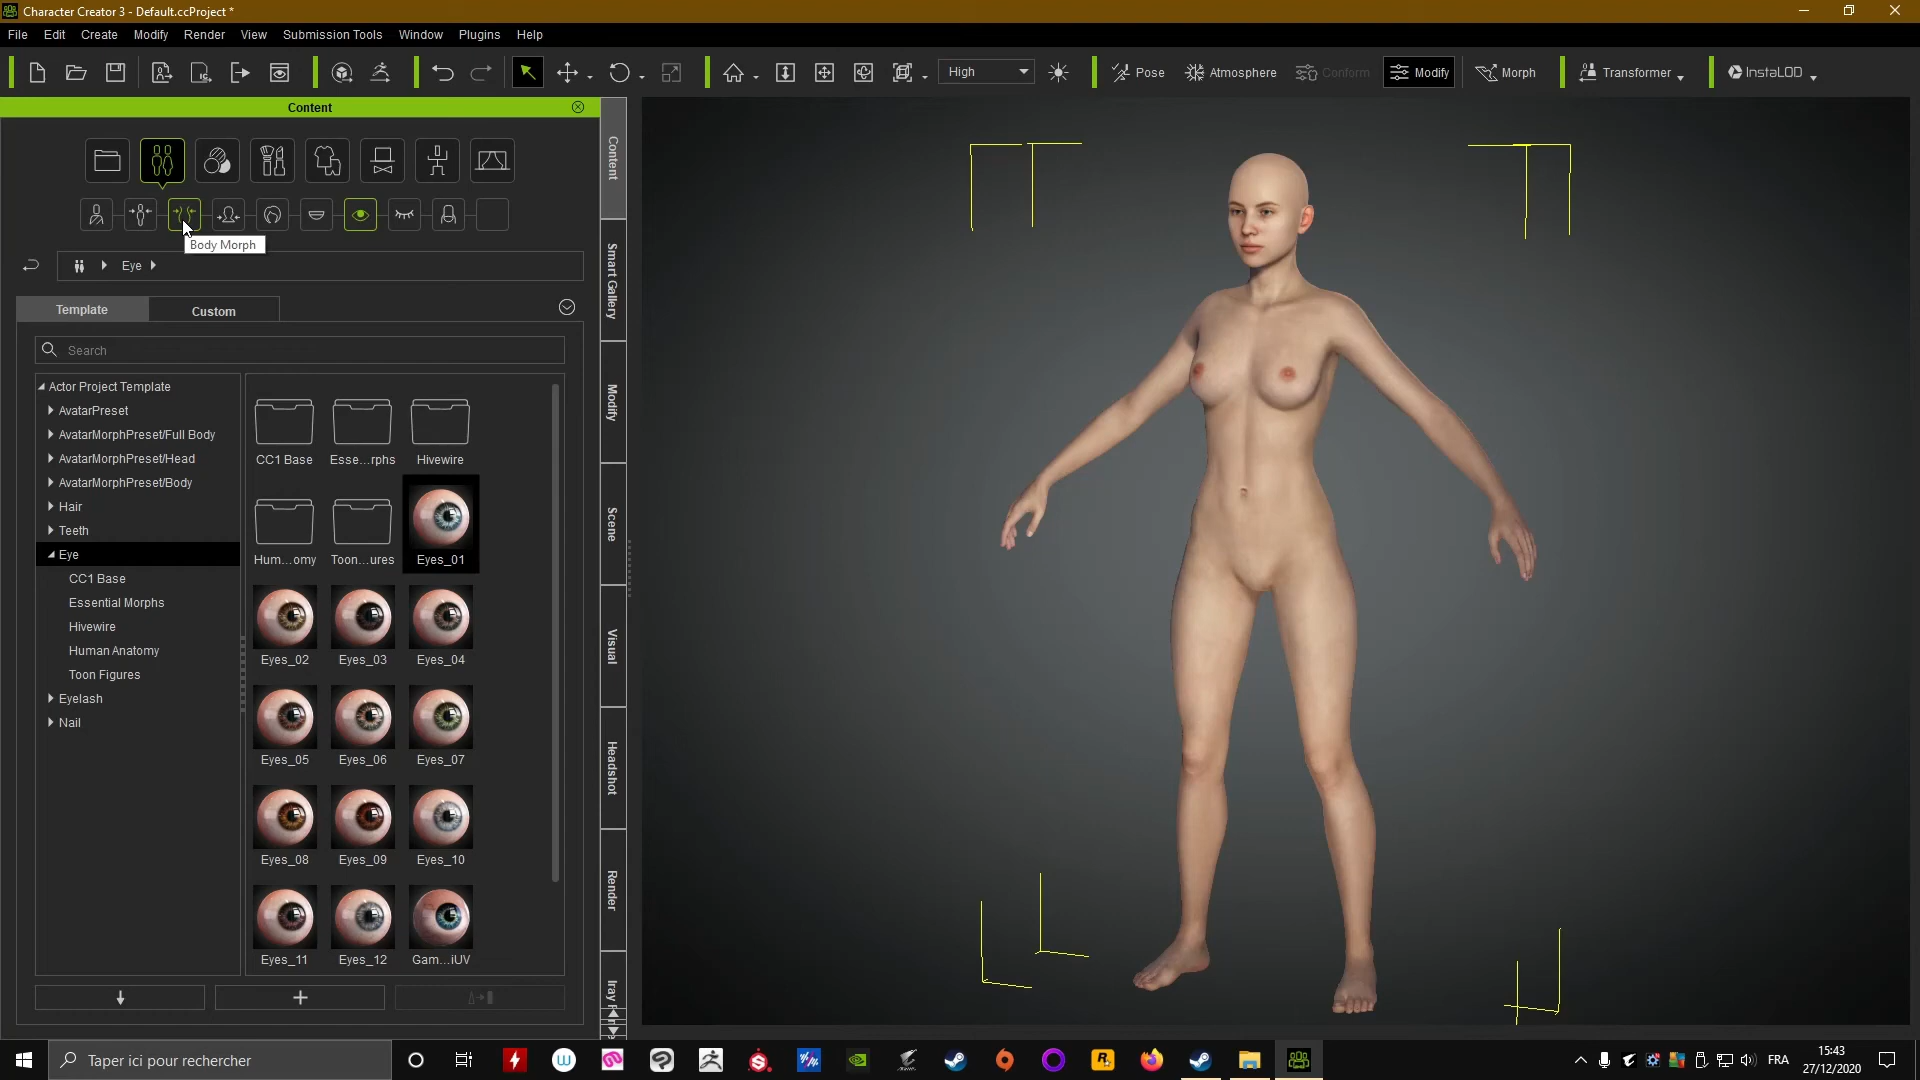 Character Creator 3 - Default.ccProject *
File Edit Create Modify Render View Submission Tools Window Plugins Help
High
Pose Atmosphere Conform Modify Morph Transformer InstaLOD
Content
Body Morph
Eye
Template Custom
Search
Actor Project Template
AvatarPreset
AvatarMorphPreset/Full Body
AvatarMorphPreset/Head
AvatarMorphPreset/Body
Hair
Teeth
Eye
CC1 Base
Essential Morphs
Hivewire
Human Anatomy
Toon Figures
Eyelash
Nail
CC1 Base Esse...rphs Hivewire
Hum...omy Toon...ures Eyes_01
Eyes_02 Eyes_03 Eyes_04
Eyes_05 Eyes_06 Eyes_07
Eyes_08 Eyes_09 Eyes_10
Eyes_11 Eyes_12 Gam...iUV
Content
Smart Gallery
Modify
Scene
Visual
Headshot
Render
Iray
Taper ici pour rechercher
FRA
15:43
27/12/2020